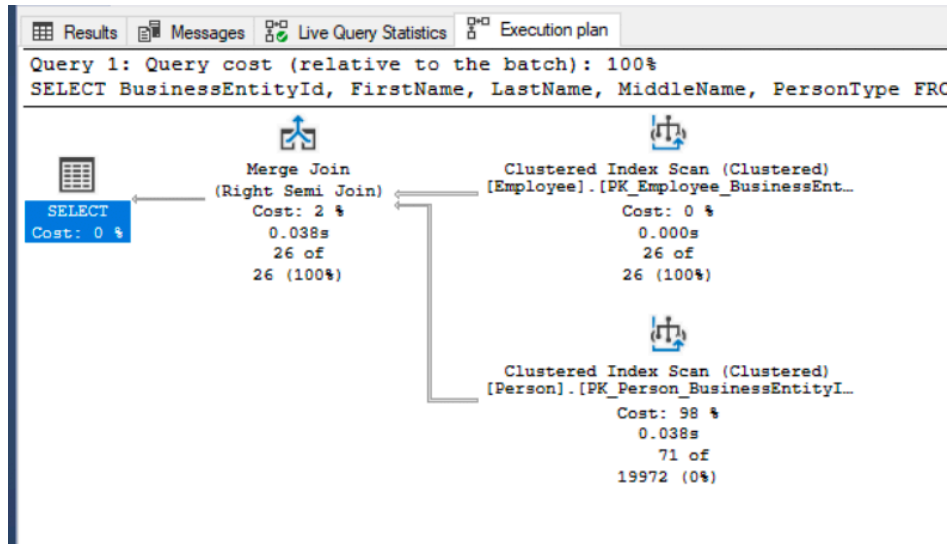 Results Messages Live Query Statistics Execution plan
Query 1: Query cost (relative to the batch): 100%
SELECT BusinessEntityId, FirstName, LastName, MiddleName, PersonType FRO
SELECT
Cost: 0 %
Merge Join
(Right Semi Join)
Cost: 2 %
0.038s
26 of
26 (100%)
Clustered Index Scan (Clustered)
[Employee].[PK_Employee_BusinessEnt…
Cost: 0 %
0.000s
26 of
26 (100%)
Clustered Index Scan (Clustered)
[Person].[PK_Person_BusinessEntityI…
Cost: 98 %
0.038s
71 of
19972 (0%)